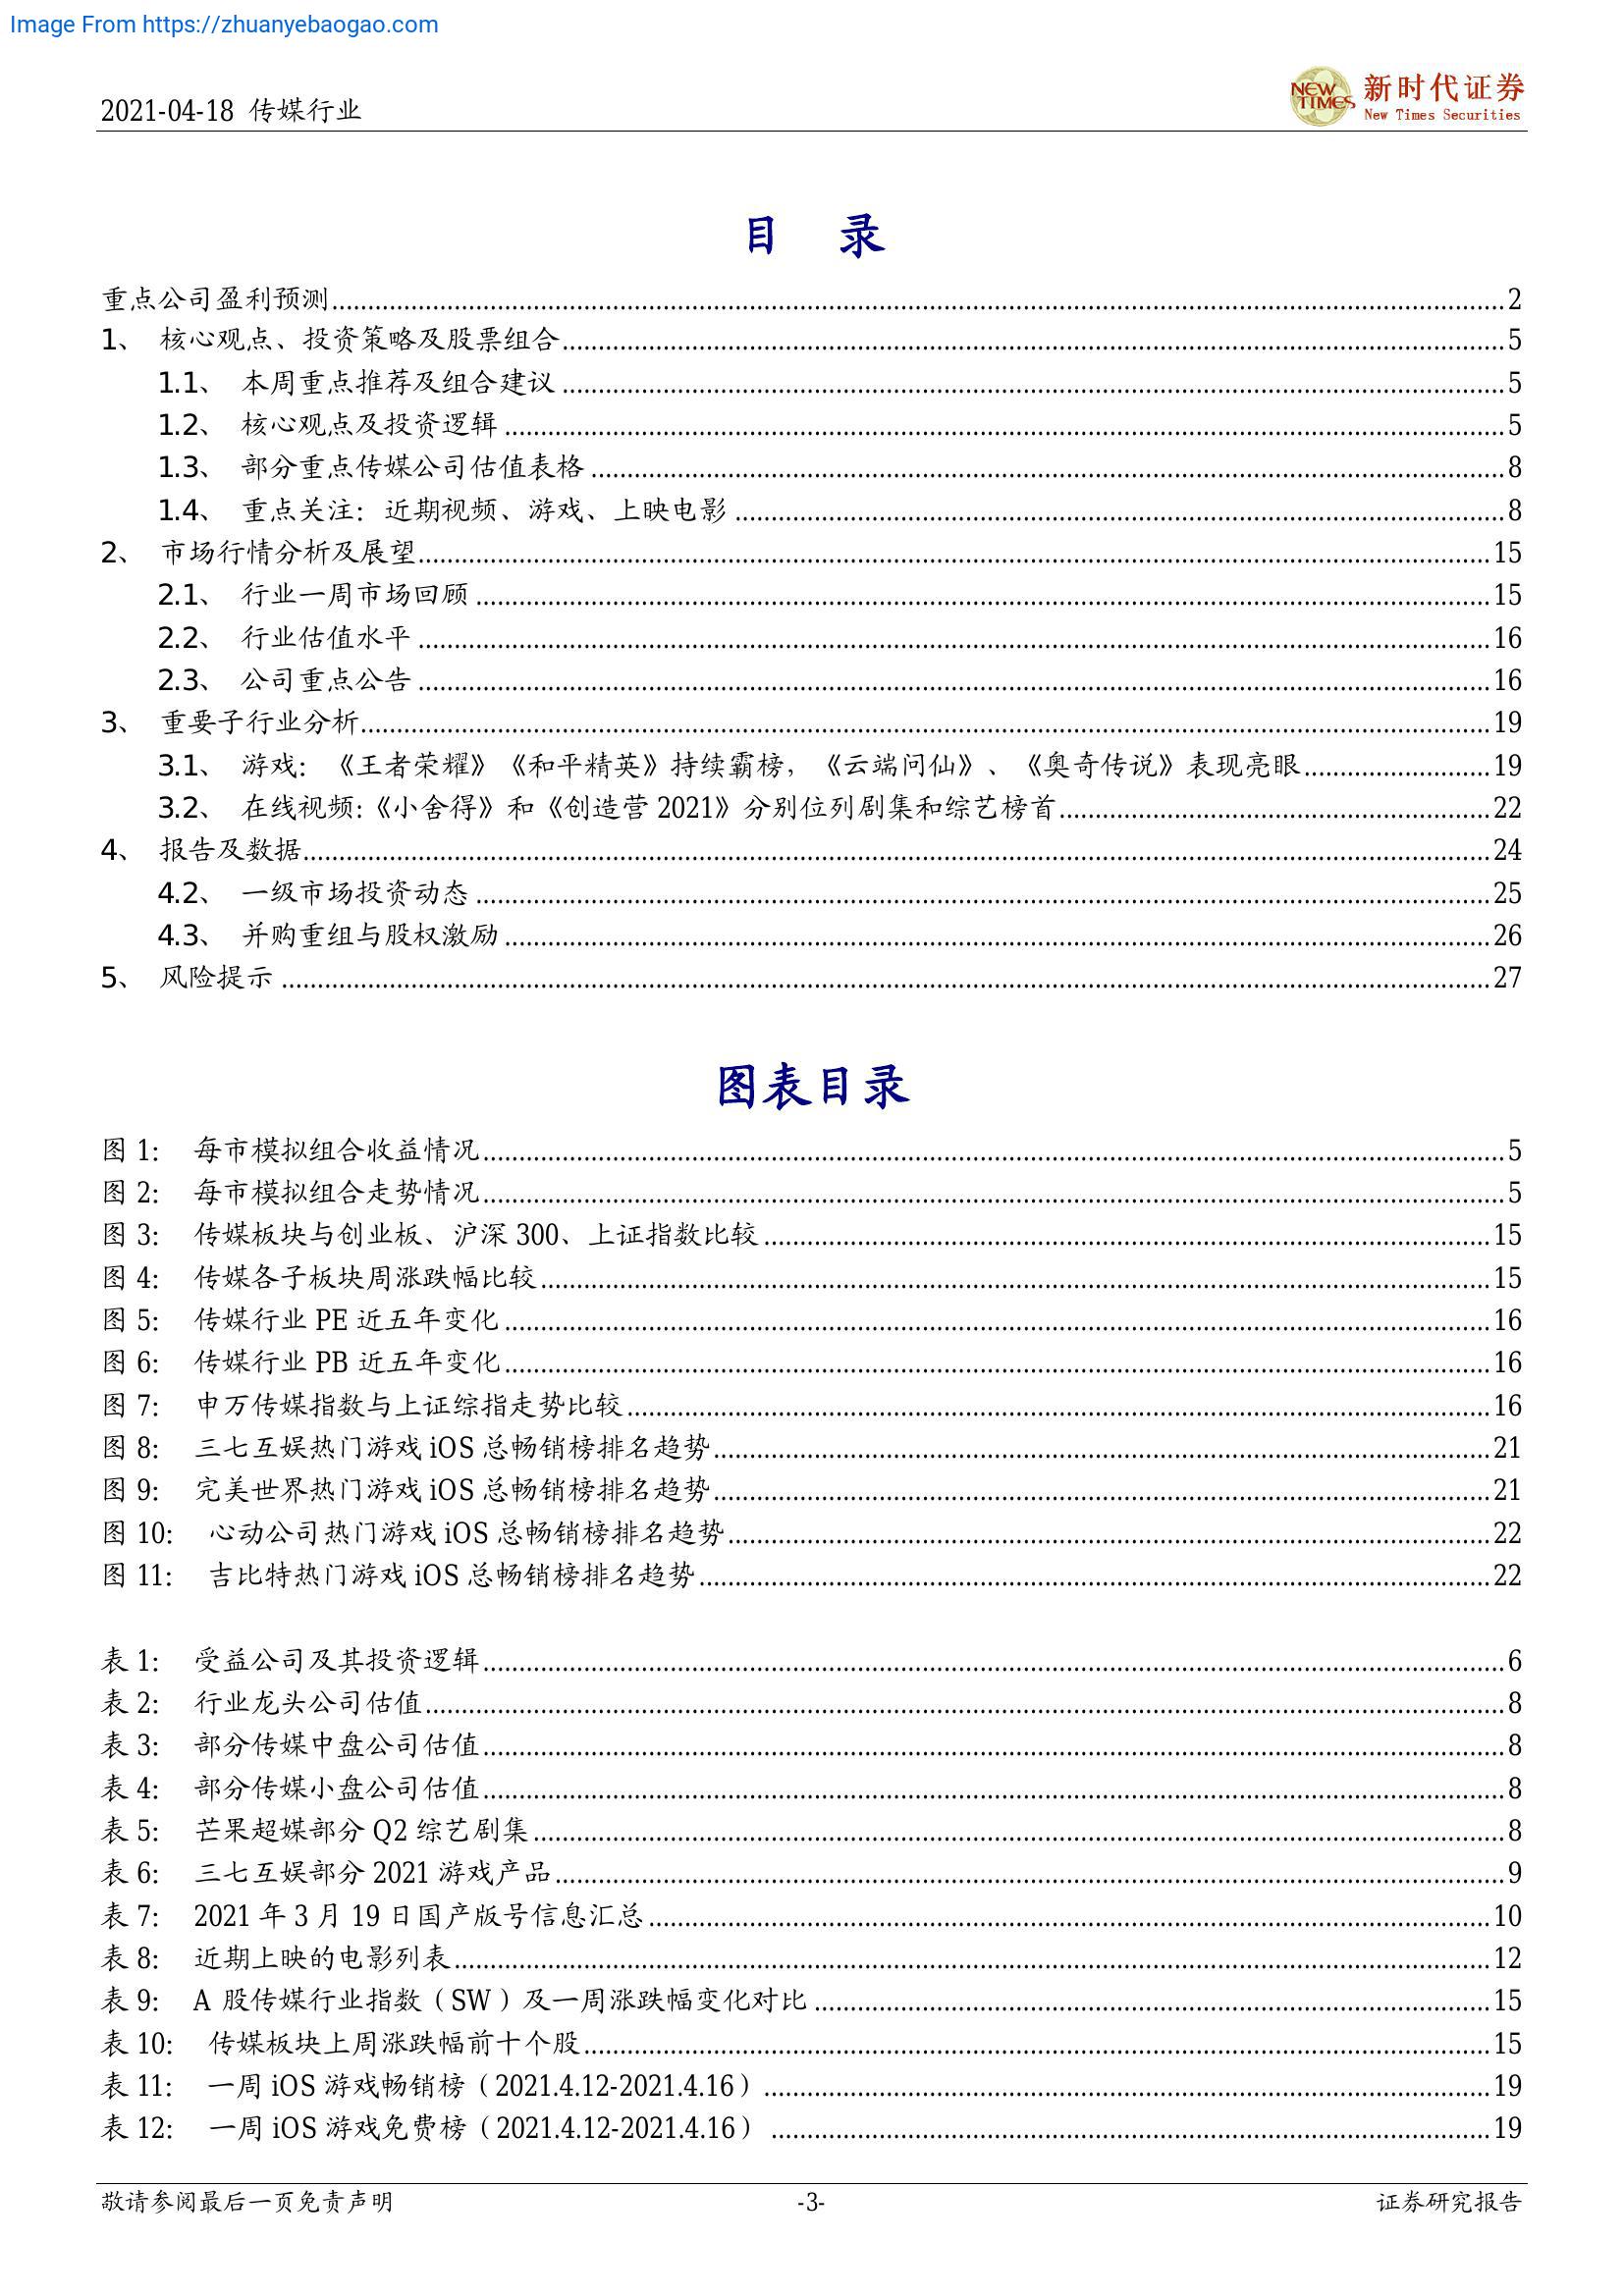 Image From https://zhuanyebaogao.com
2021-04-18 传媒行业
NEW TIMES 新时代证券
New Times Securities
目 录
重点公司盈利预测 2
1、 核心观点、投资策略及股票组合 5
1.1、 本周重点推荐及组合建议 5
1.2、 核心观点及投资逻辑 5
1.3、 部分重点传媒公司估值表格 8
1.4、 重点关注：近期视频、游戏、上映电影 8
2、 市场行情分析及展望 15
2.1、 行业一周市场回顾 15
2.2、 行业估值水平 16
2.3、 公司重点公告 16
3、 重要子行业分析 19
3.1、 游戏：《王者荣耀》《和平精英》持续霸榜，《云端问仙》、《奥奇传说》表现亮眼 19
3.2、 在线视频:《小舍得》和《创造营 2021》分别位列剧集和综艺榜首 22
4、 报告及数据 24
4.2、 一级市场投资动态 25
4.3、 并购重组与股权激励 26
5、 风险提示 27
图表目录
图 1： 每市模拟组合收益情况 5
图 2： 每市模拟组合走势情况 5
图 3： 传媒板块与创业板、沪深 300、上证指数比较 15
图 4： 传媒各子板块周涨跌幅比较 15
图 5： 传媒行业 PE 近五年变化 16
图 6： 传媒行业 PB 近五年变化 16
图 7： 申万传媒指数与上证综指走势比较 16
图 8： 三七互娱热门游戏 iOS 总畅销榜排名趋势 21
图 9： 完美世界热门游戏 iOS 总畅销榜排名趋势 21
图 10： 心动公司热门游戏 iOS 总畅销榜排名趋势 22
图 11： 吉比特热门游戏 iOS 总畅销榜排名趋势 22
表 1： 受益公司及其投资逻辑 6
表 2： 行业龙头公司估值 8
表 3： 部分传媒中盘公司估值 8
表 4： 部分传媒小盘公司估值 8
表 5： 芒果超媒部分 Q2 综艺剧集 8
表 6： 三七互娱部分 2021 游戏产品 9
表 7： 2021 年 3 月 19 日国产版号信息汇总 10
表 8： 近期上映的电影列表 12
表 9： A 股传媒行业指数（SW）及一周涨跌幅变化对比 15
表 10： 传媒板块上周涨跌幅前十个股 15
表 11： 一周 iOS 游戏畅销榜（2021.4.12-2021.4.16） 19
表 12： 一周 iOS 游戏免费榜（2021.4.12-2021.4.16） 19
敬请参阅最后一页免责声明 -3- 证券研究报告